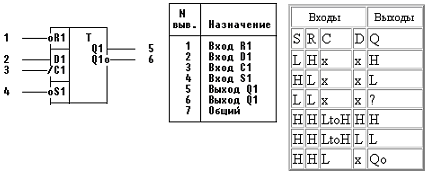 1 R1 T
Q1 5
2 D1 Q1 6
3 C1
4 S1
N выв. Назначение
1 Вход R1
2 Вход D1
3 Вход C1
4 Вход S1
5 Выход Q1
6 Выход Q1
7 Общий
Входы Выходы
S R C D Q
L H x x H
H L x x L
L L x x ?
H H LtoH H H
H H LtoH L L
H H L x Qo